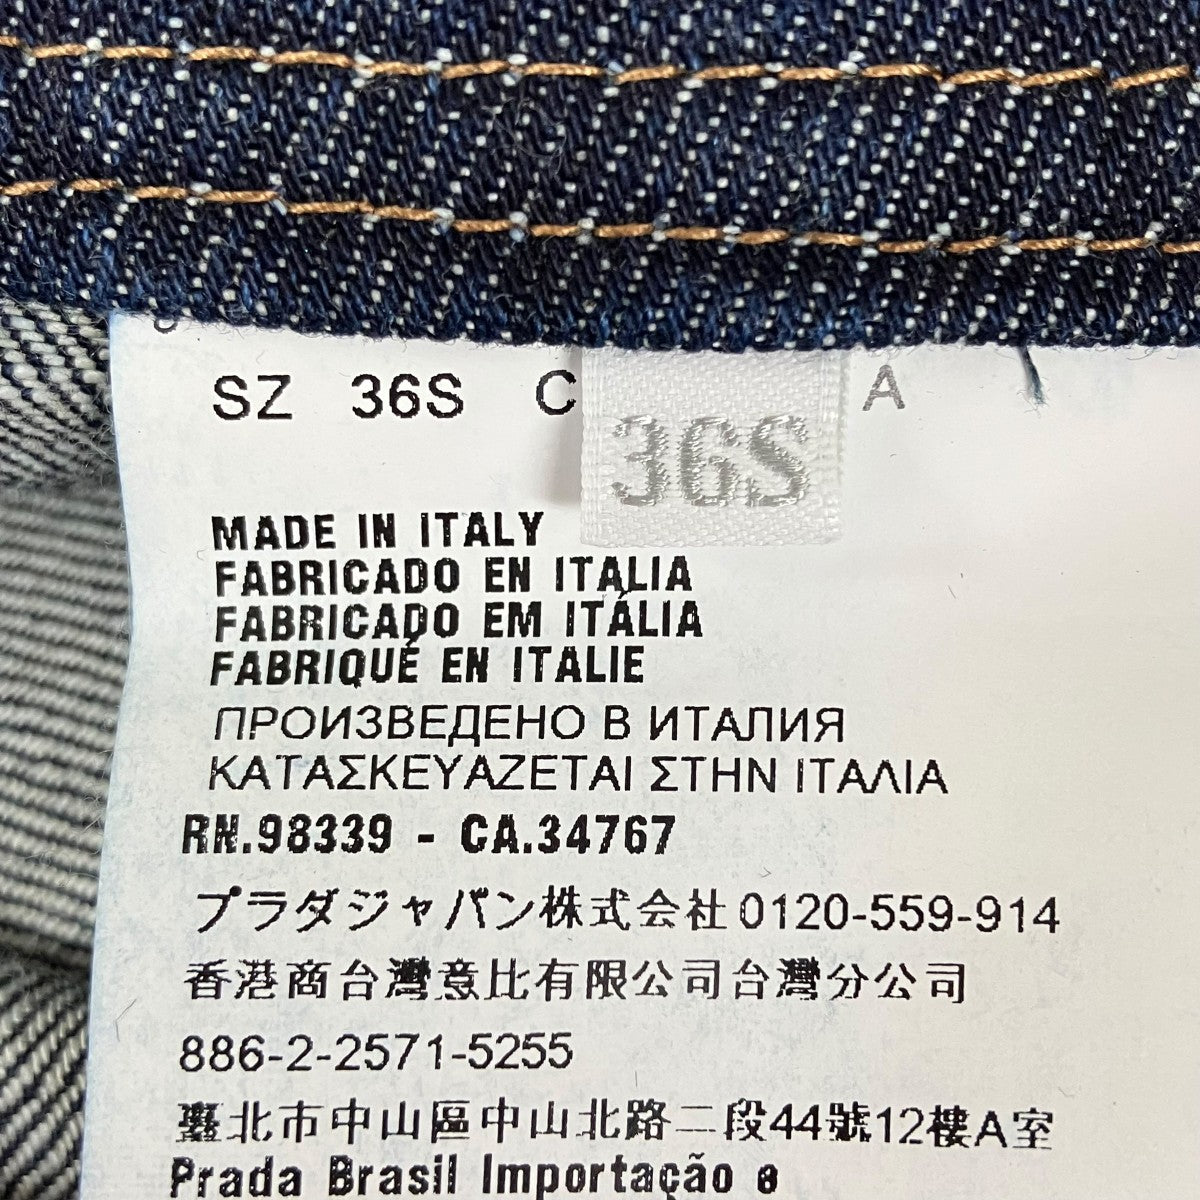 SZ 36S C
36S
A
MADE IN ITALY
FABRICADO EN ITALIA
FABRICADO EM ITÁLIA
FABRIQUÉ EN ITALIE
ПРОИЗВЕДЕНО В ИТАЛИЯ
ΚΑΤΑΣΚΕΥΑΖΕΤΑΙ ΣΤΗΝ ΙΤΑΛΙΑ
RN.98339 - CA.34767
プラダジャパン株式会社0120-559-914
香港商台灣意比有限公司台灣分公司
886-2-2571-5255
臺北市中山區中山北路二段44號12樓A室
Prada Brasil Importação e